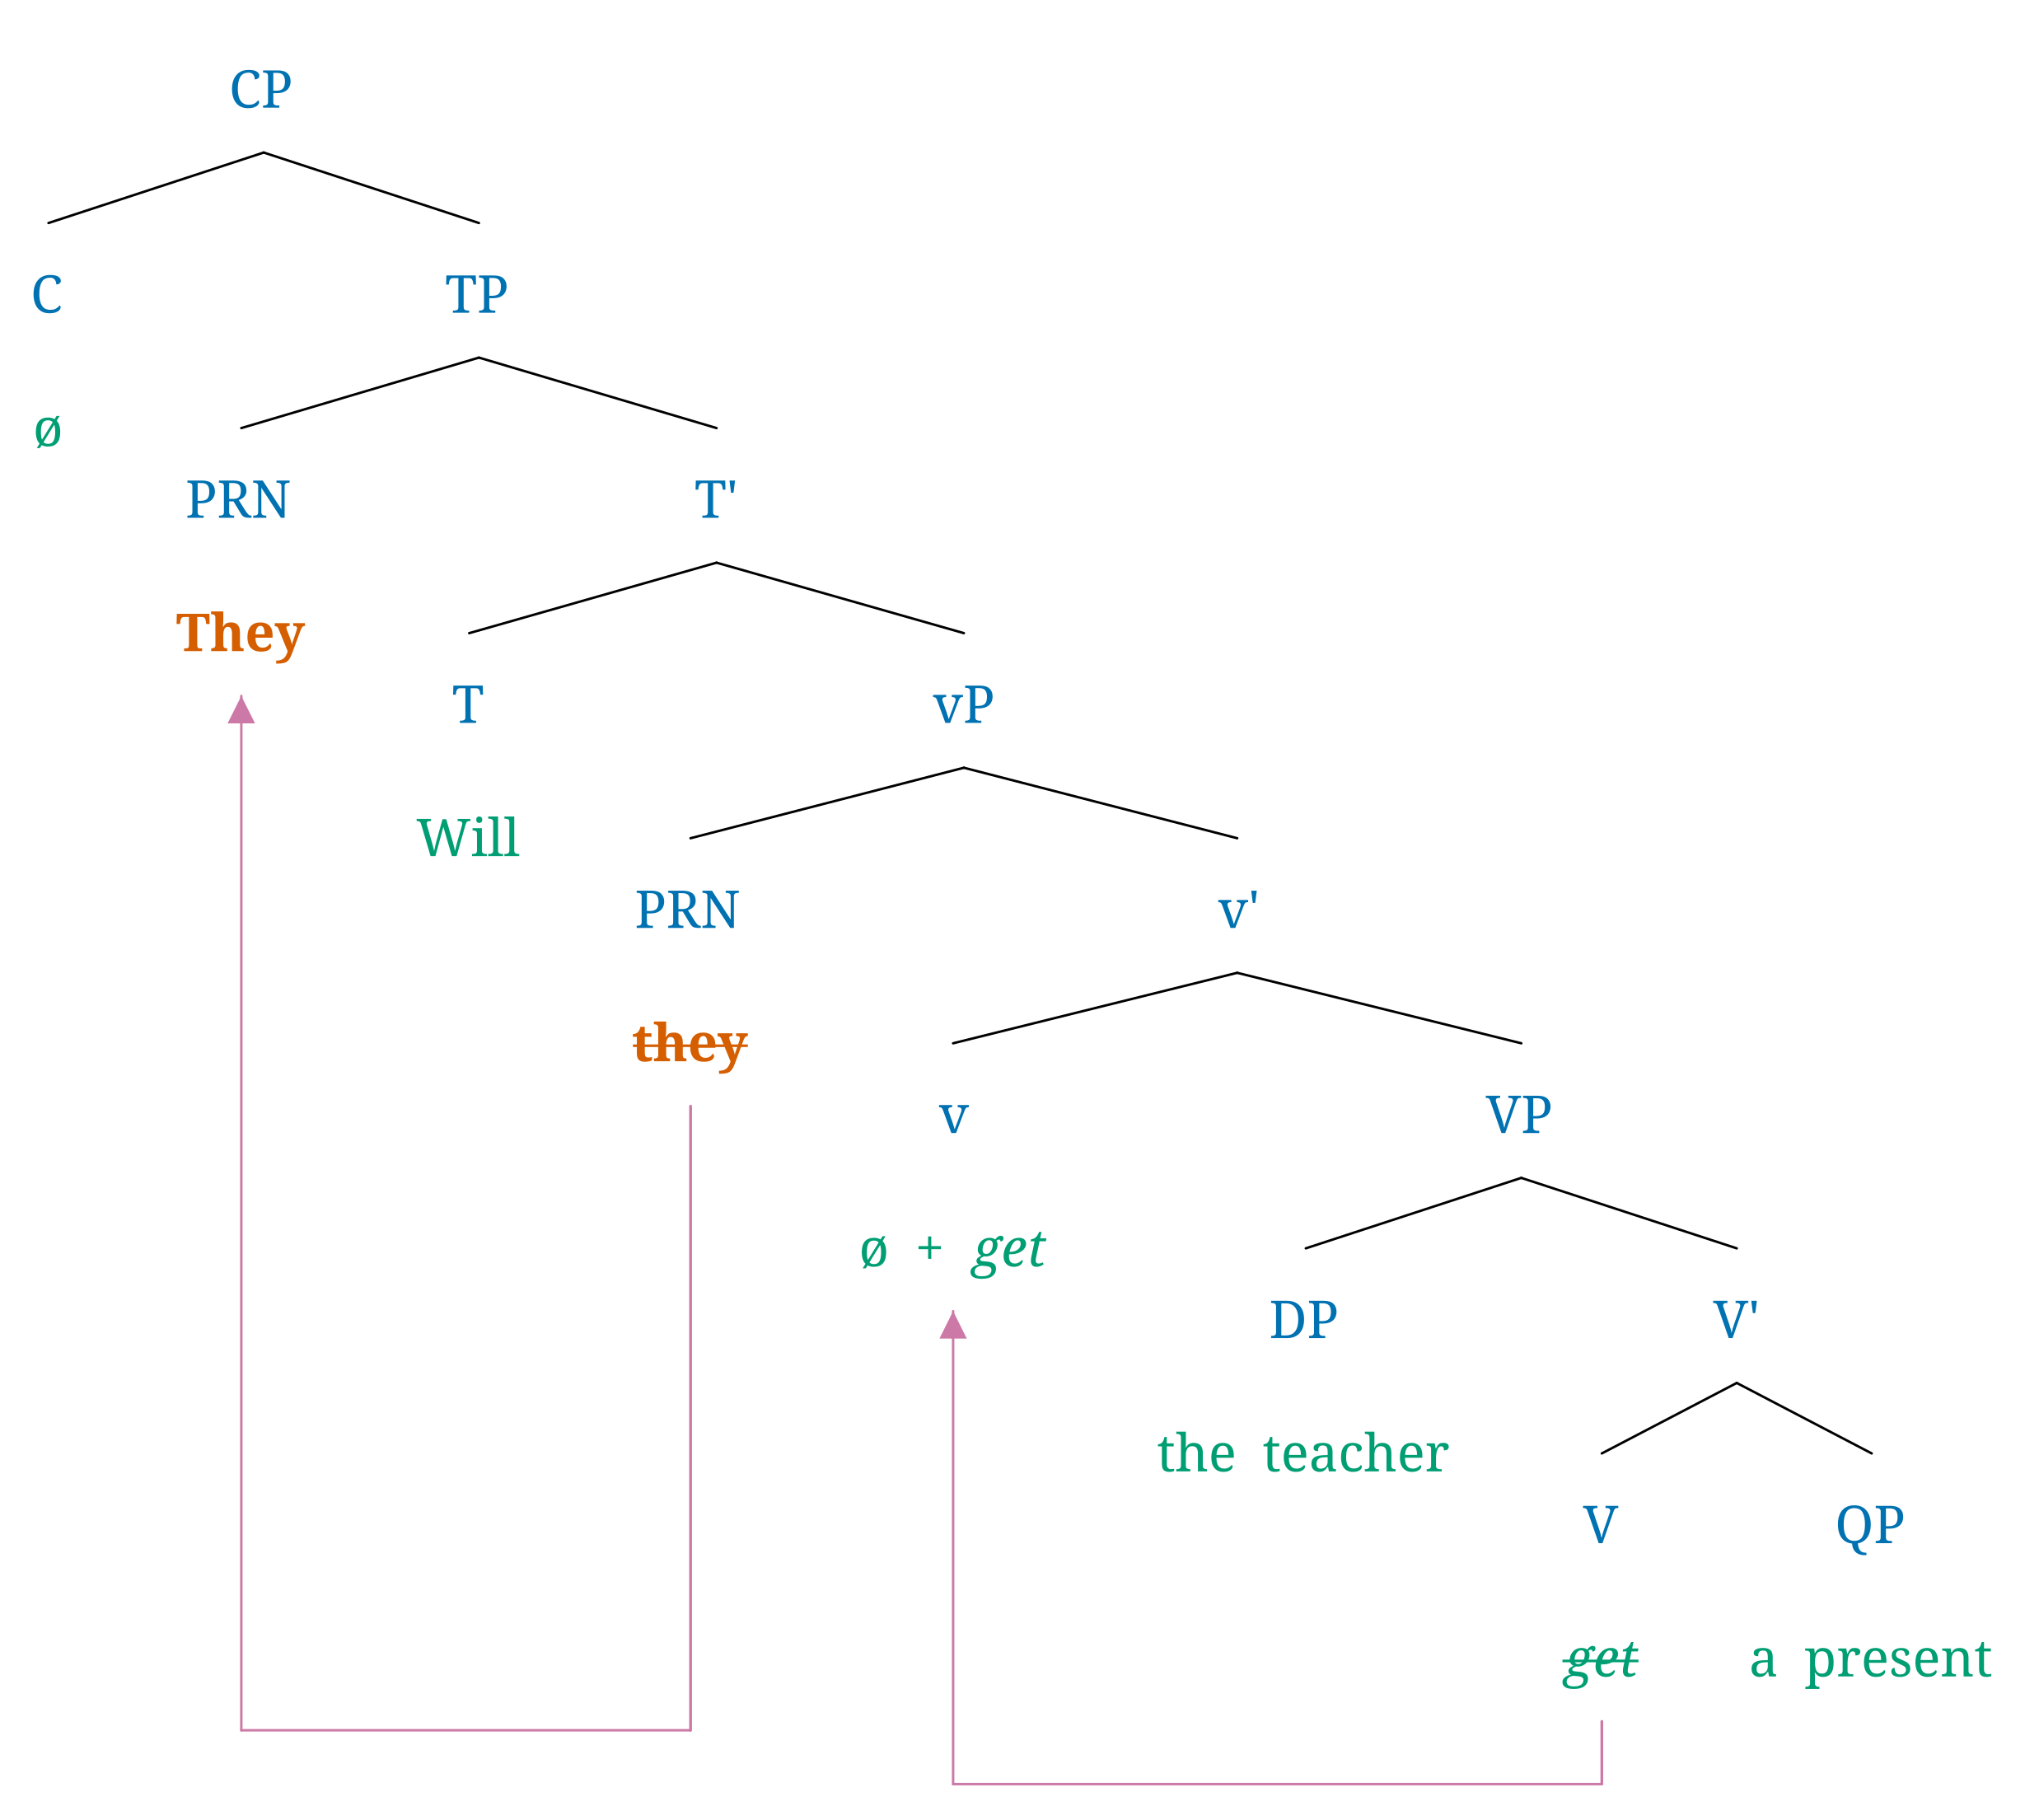 CP
C TP
ø
PRN T'
They
T vP
Will
PRN v'
they
v VP
ø + get
DP V'
the teacher
V QP
get a present